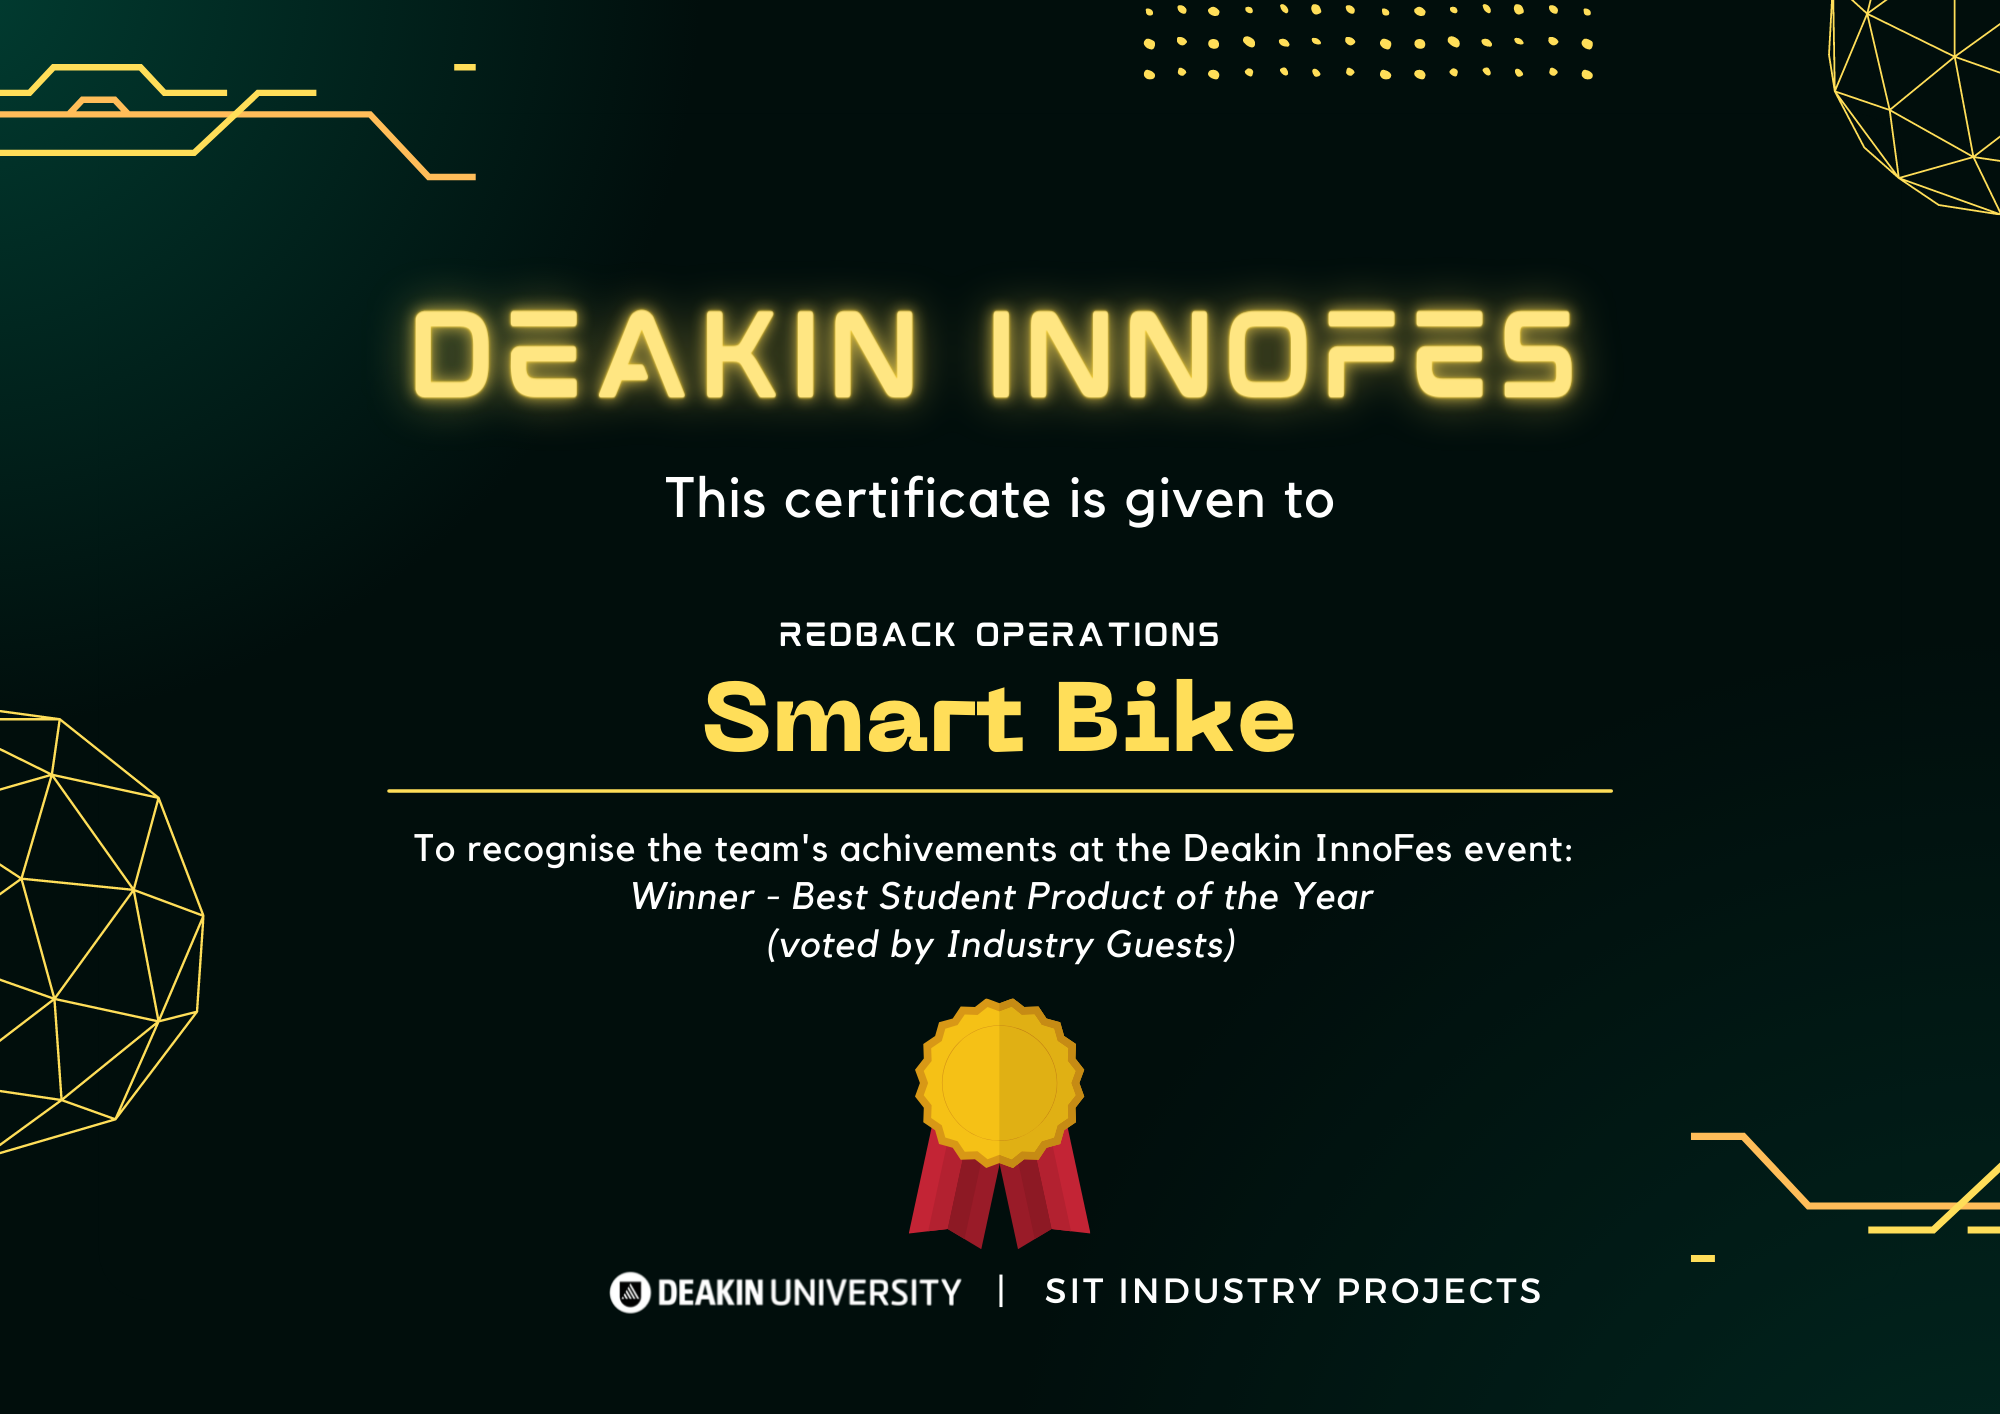 DEAKIN INNOFES
This certificate is given to
REDBACK OPERATIONS
Smart Bike
To recognise the team's achivements at the Deakin InnoFes event:
Winner - Best Student Product of the Year
(voted by Industry Guests)
DEAKIN UNIVERSITY | SIT INDUSTRY PROJECTS